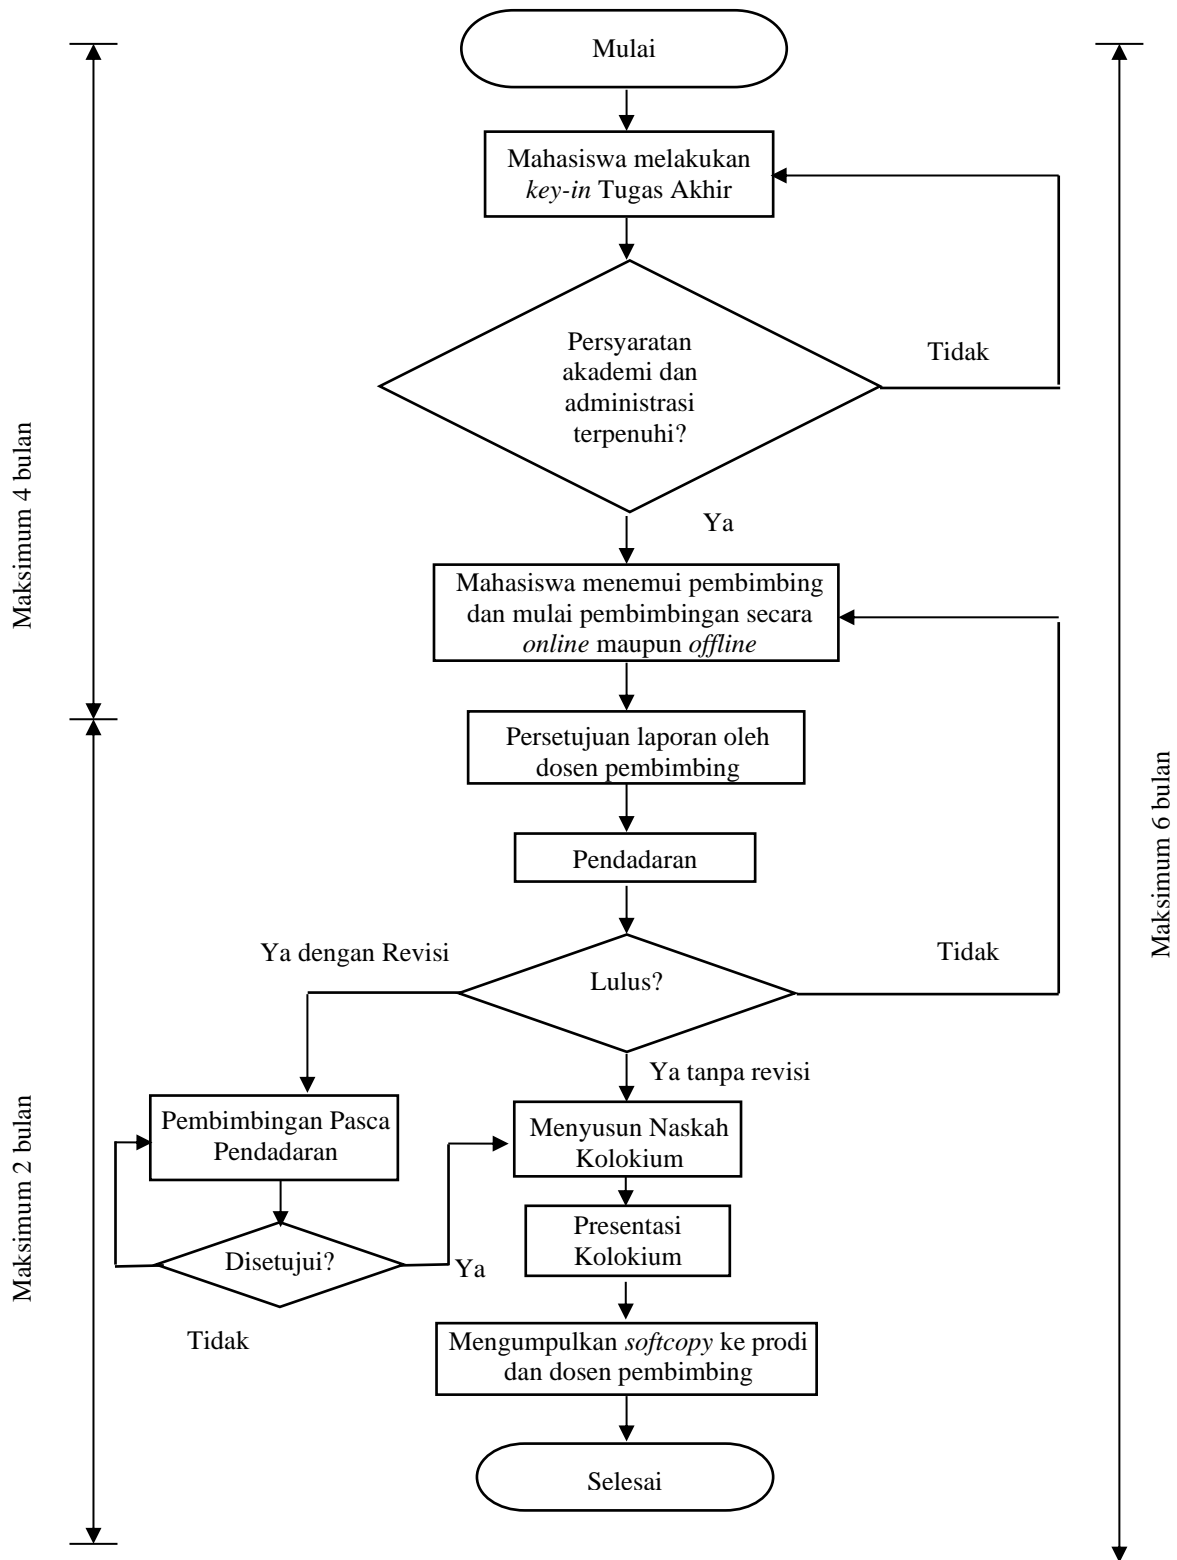 Mulai
Mahasiswa melakukan
key-in Tugas Akhir
Persyaratan
akademi dan
administrasi
terpenuhi?
Tidak
Ya
Maksimum 4 bulan
Mahasiswa menemui pembimbing
dan mulai pembimbingan secara
online maupun offline
Persetujuan laporan oleh
dosen pembimbing
Pendadaran
Maksimum 6 bulan
Ya dengan Revisi
Lulus?
Tidak
Ya tanpa revisi
Pembimbingan Pasca
Pendadaran
Menyusun Naskah
Kolokium
Maksimum 2 bulan
Disetujui?
Ya
Tidak
Presentasi
Kolokium
Mengumpulkan softcopy ke prodi
dan dosen pembimbing
Selesai